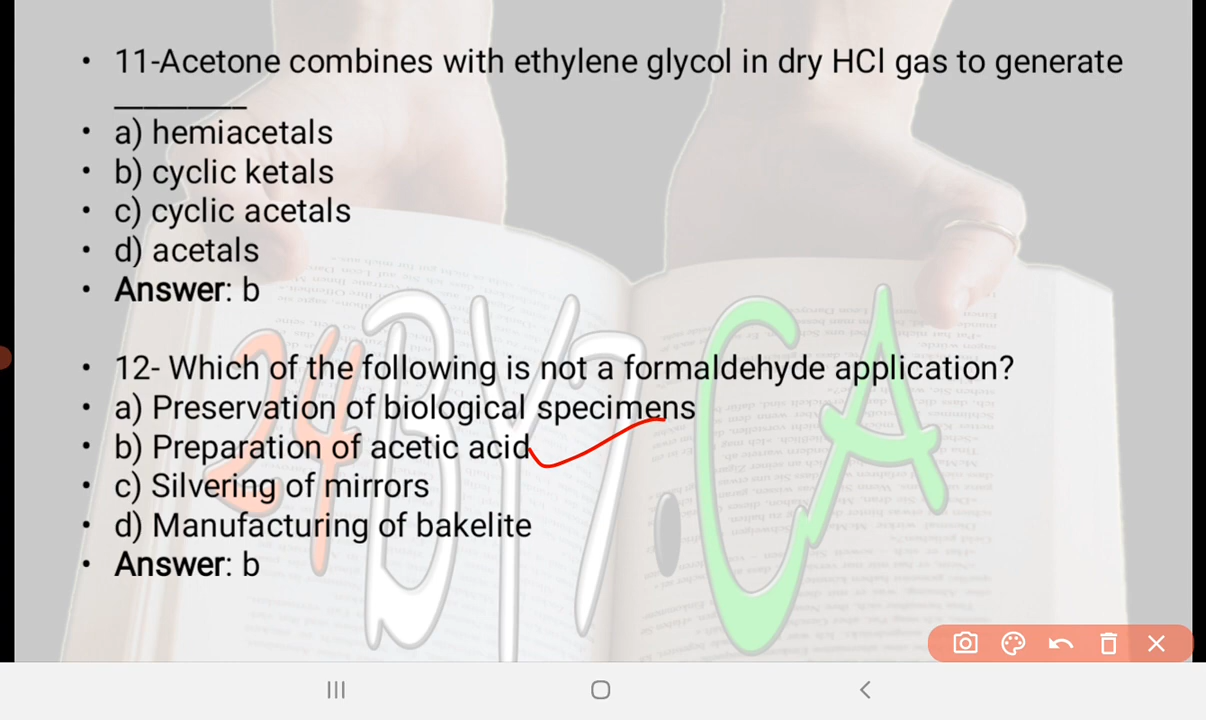 • 11-Acetone combines with ethylene glycol in dry HCl gas to generate
________
• a) hemiacetals
• b) cyclic ketals
• c) cyclic acetals
• d) acetals
• Answer: b
• 12- Which of the following is not a formaldehyde application?
• a) Preservation of biological specimens
• b) Preparation of acetic acid
• c) Silvering of mirrors
• d) Manufacturing of bakelite
• Answer: b
24BY7.CA